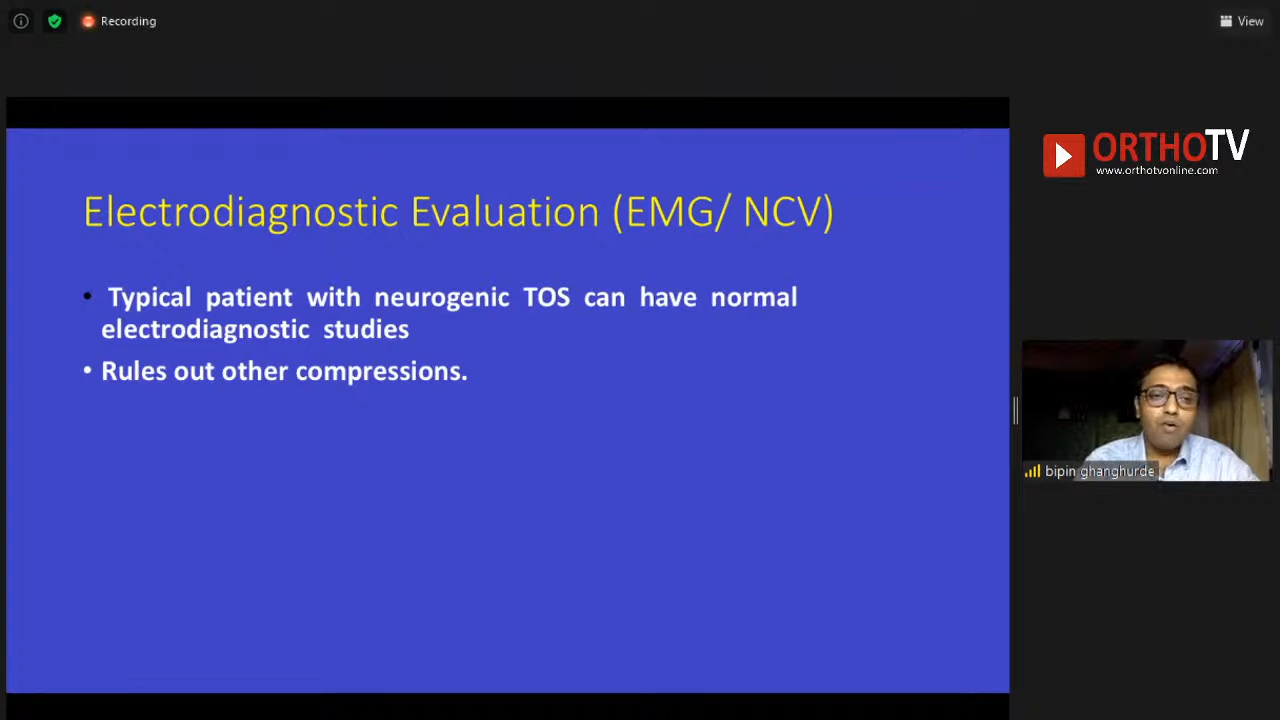 Recording
View
ORTHOTV
www.orthotvonline.com
Electrodiagnostic Evaluation (EMG/ NCV)
• Typical patient with neurogenic TOS can have normal
electrodiagnostic studies
• Rules out other compressions.
bipin ghanghurde